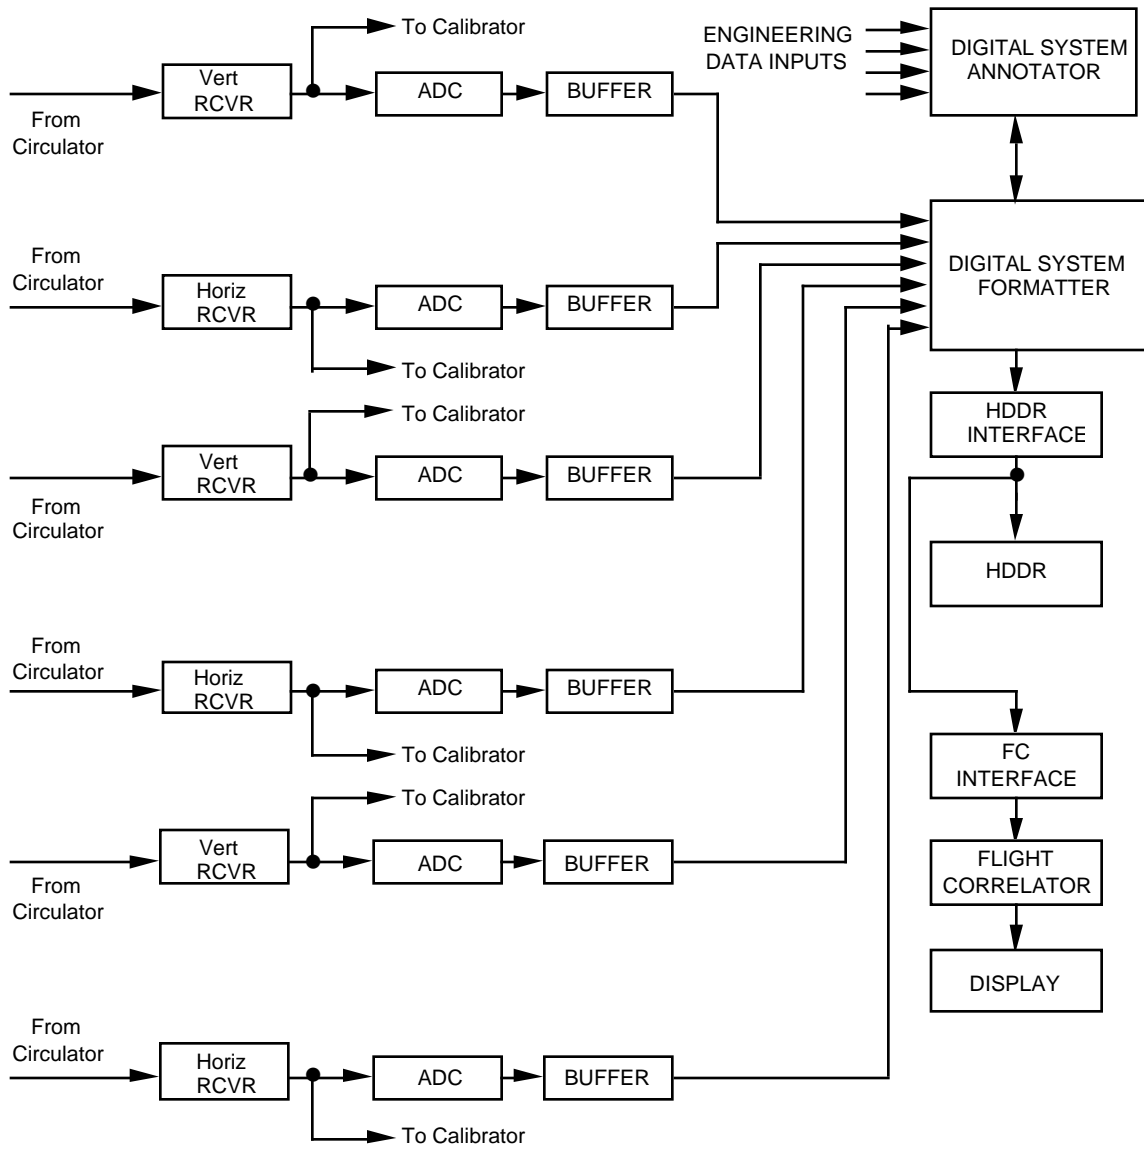 To Calibrator
ENGINEERING
DATA INPUTS
DIGITAL SYSTEM
ANNOTATOR
Vert
RCVR
ADC
BUFFER
From
Circulator
From
Circulator
Horiz
RCVR
ADC
BUFFER
DIGITAL SYSTEM
FORMATTER
To Calibrator
To Calibrator
HDDR
INTERFACE
Vert
RCVR
ADC
BUFFER
From
Circulator
HDDR
From
Circulator
Horiz
RCVR
ADC
BUFFER
To Calibrator
FC
INTERFACE
To Calibrator
Vert
RCVR
ADC
BUFFER
FLIGHT
CORRELATOR
From
Circulator
DISPLAY
From
Circulator
Horiz
RCVR
ADC
BUFFER
To Calibrator